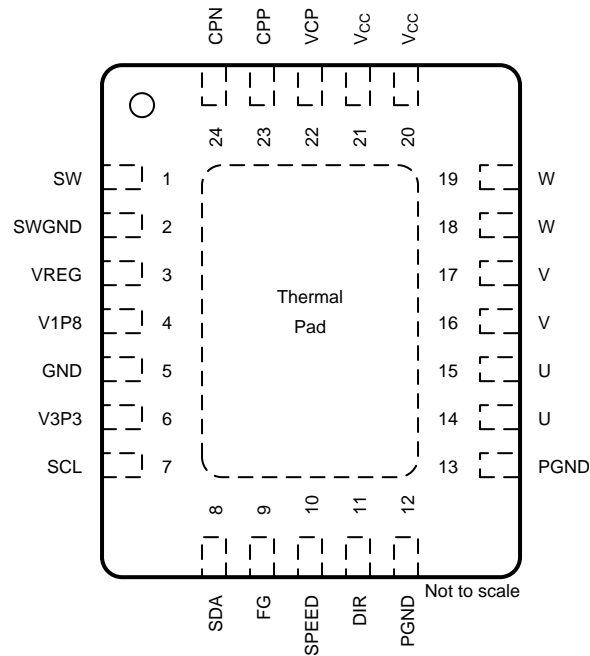 CPN CPP VCP VCC VCC
24 23 22 21 20
SW 1 19 W
SWGND 2 18 W
VREG 3 17 V
V1P8 4 16 V
GND 5 15 U
V3P3 6 14 U
SCL 7 13 PGND
Thermal
Pad
8 9 10 11 12
SDA FG SPEED DIR PGND
Not to scale